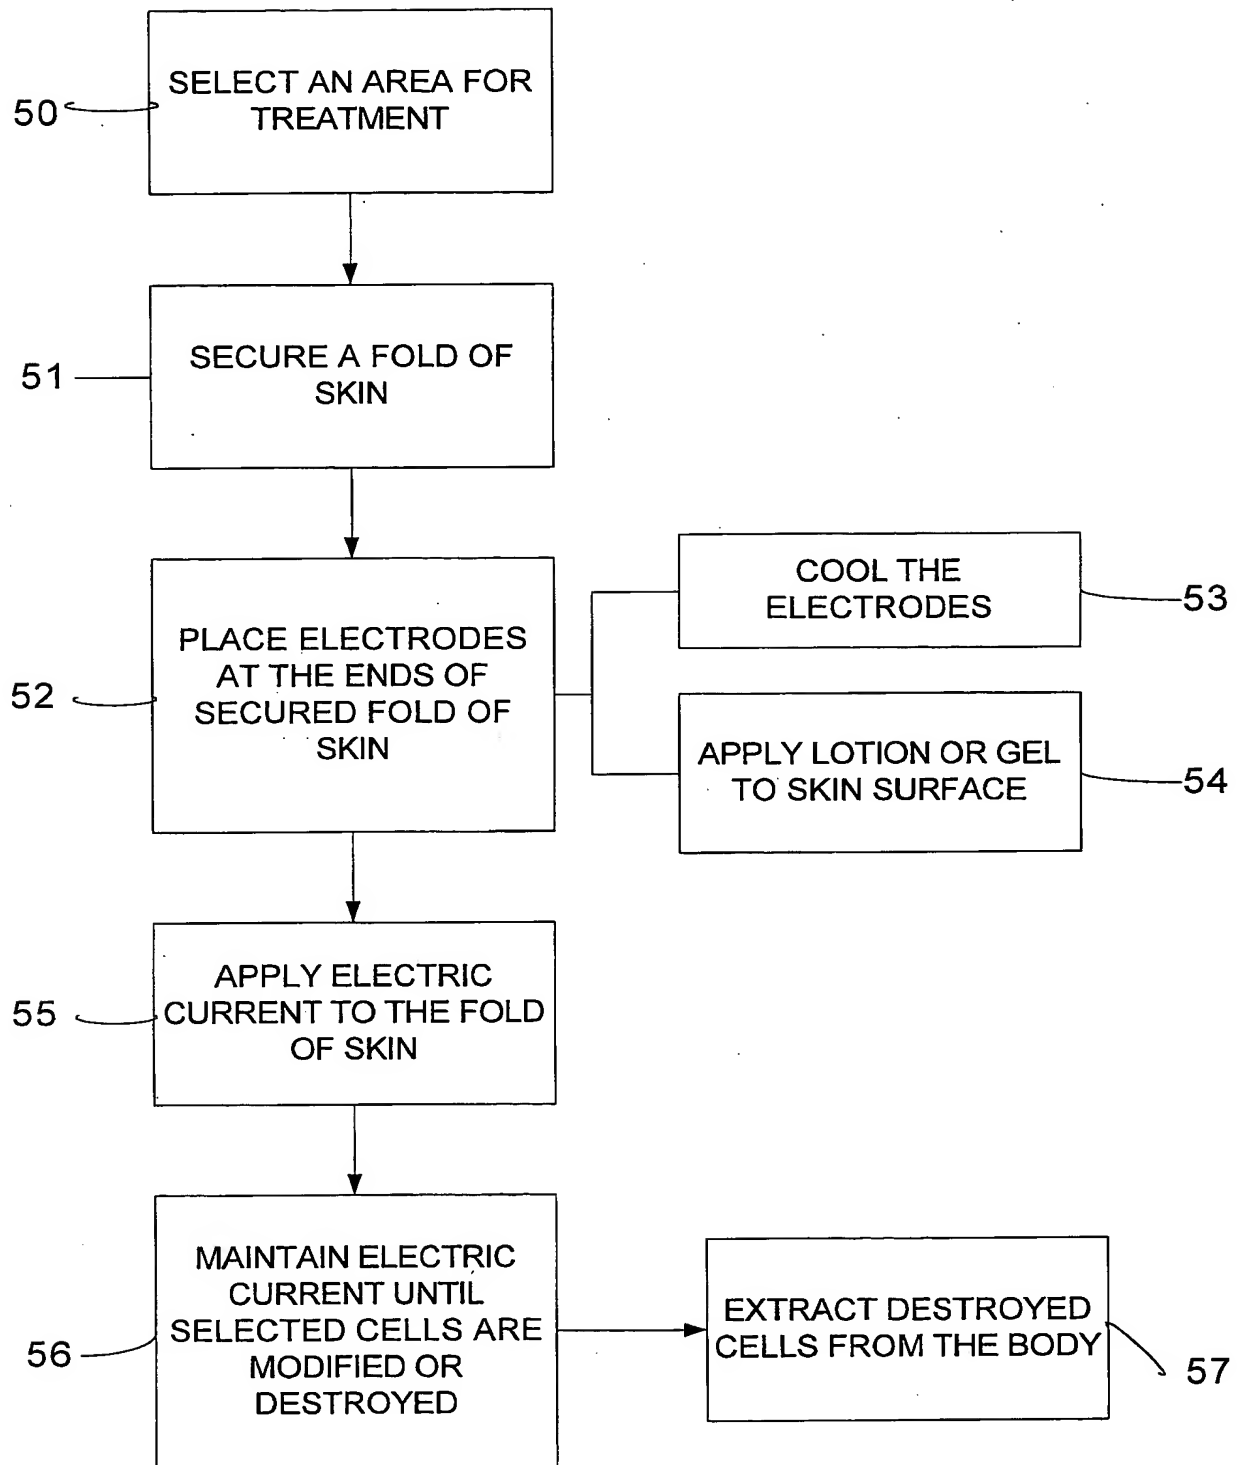 50
SELECT AN AREA FOR
TREATMENT
51
SECURE A FOLD OF
SKIN
52
PLACE ELECTRODES
AT THE ENDS OF
SECURED FOLD OF
SKIN
COOL THE
ELECTRODES
53
APPLY LOTION OR GEL
TO SKIN SURFACE
54
55
APPLY ELECTRIC
CURRENT TO THE FOLD
OF SKIN
56
MAINTAIN ELECTRIC
CURRENT UNTIL
SELECTED CELLS ARE
MODIFIED OR
DESTROYED
EXTRACT DESTROYED
CELLS FROM THE BODY
57